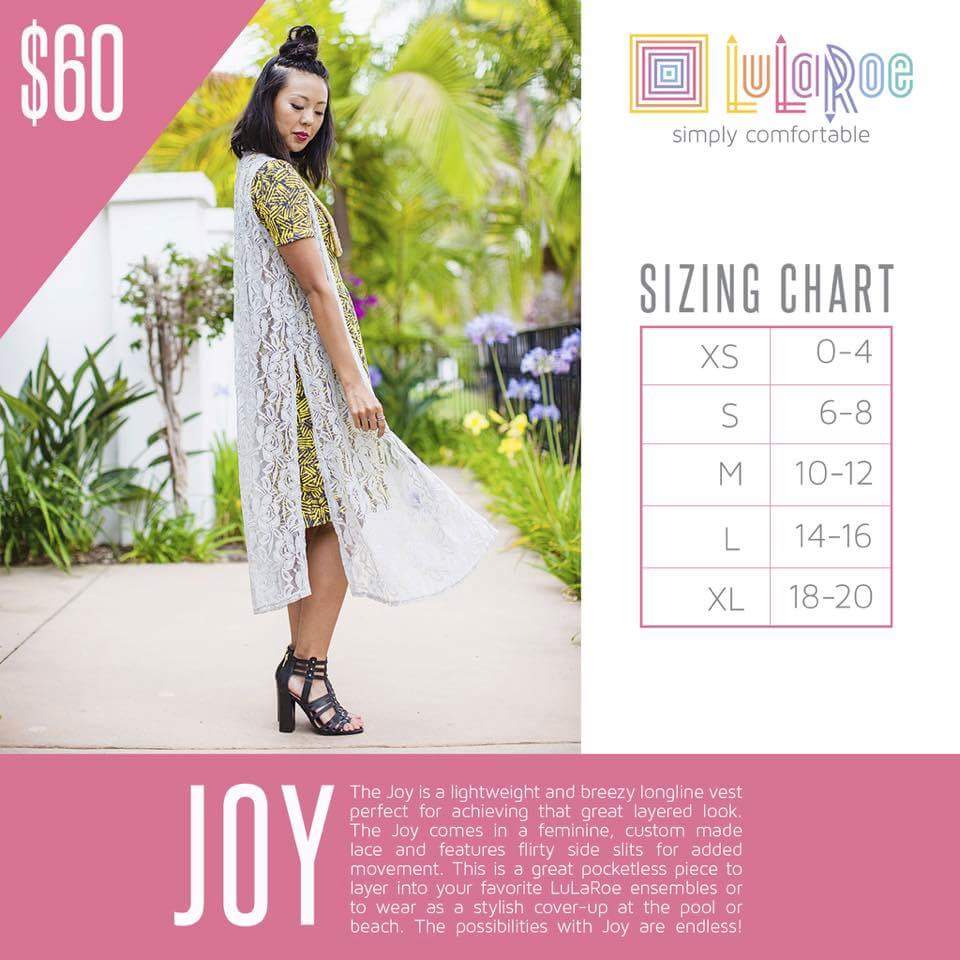 $60
LuLaRoe
simply comfortable
SIZING CHART
XS 0-4
S 6-8
M 10-12
L 14-16
XL 18-20
JOY
The Joy is a lightweight and breezy longline vest
perfect for achieving that great layered look.
The Joy comes in a feminine, custom made
lace and features flirty side slits for added
movement. This is a great pocketless piece to
layer into your favorite LuLaRoe ensembles or
to wear as a stylish cover-up at the pool or
beach. The possibilities with Joy are endless!